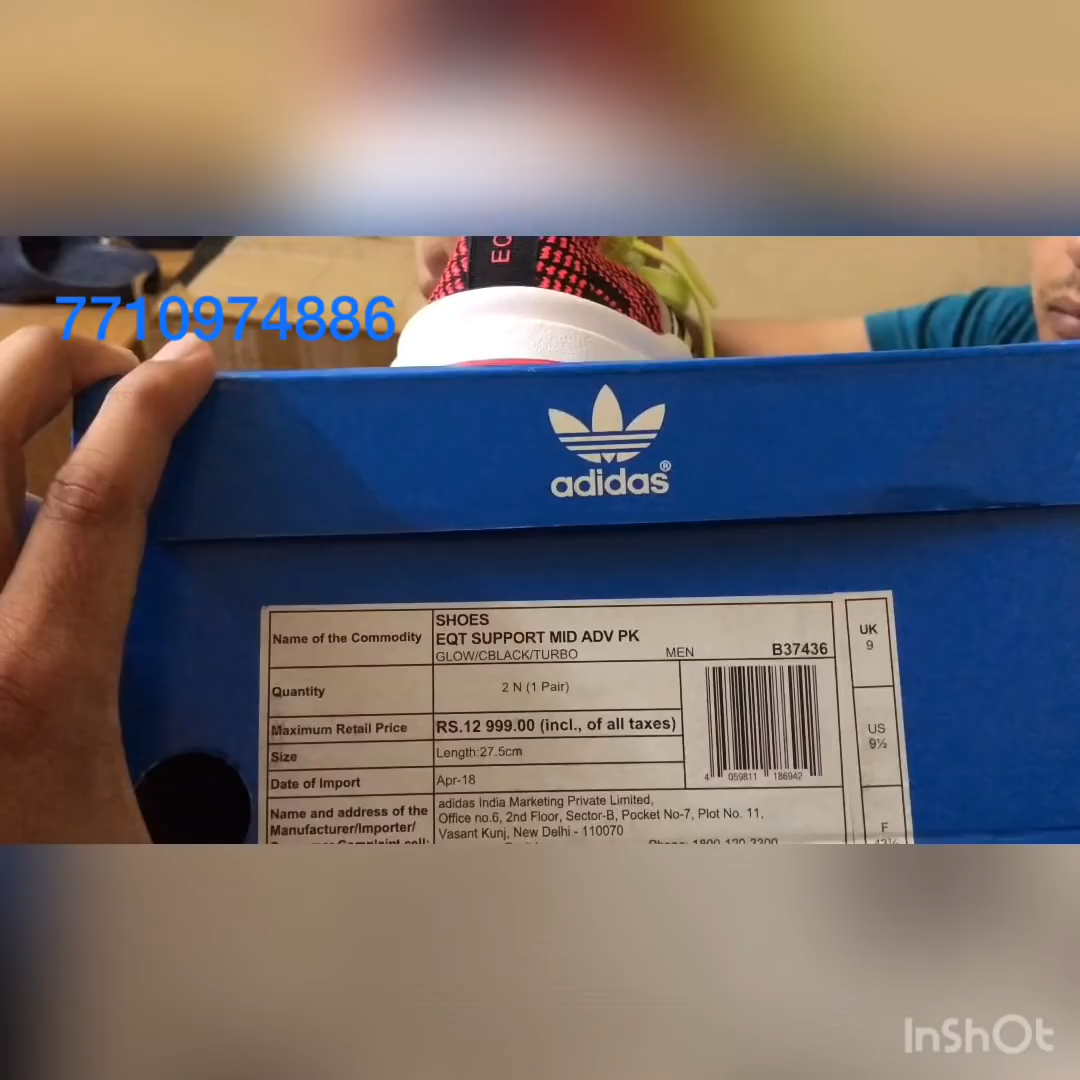 EQ
7710974886
adidas®
Name of the Commodity
SHOES
EQT SUPPORT MID ADV PK
GLOW/CBLACK/TURBO MEN B37436
Quantity 2 N (1 Pair)
Maximum Retail Price RS.12 999.00 (incl., of all taxes)
Size Length:27.5cm
Date of Import Apr-18
4 059811 186942
Name and address of the
Manufacturer/Importer/
adidas India Marketing Private Limited,
Office no.6, 2nd Floor, Sector-B, Pocket No-7, Plot No. 11,
Vasant Kunj, New Delhi - 110070
UK
9
US
9½
F
InShOt